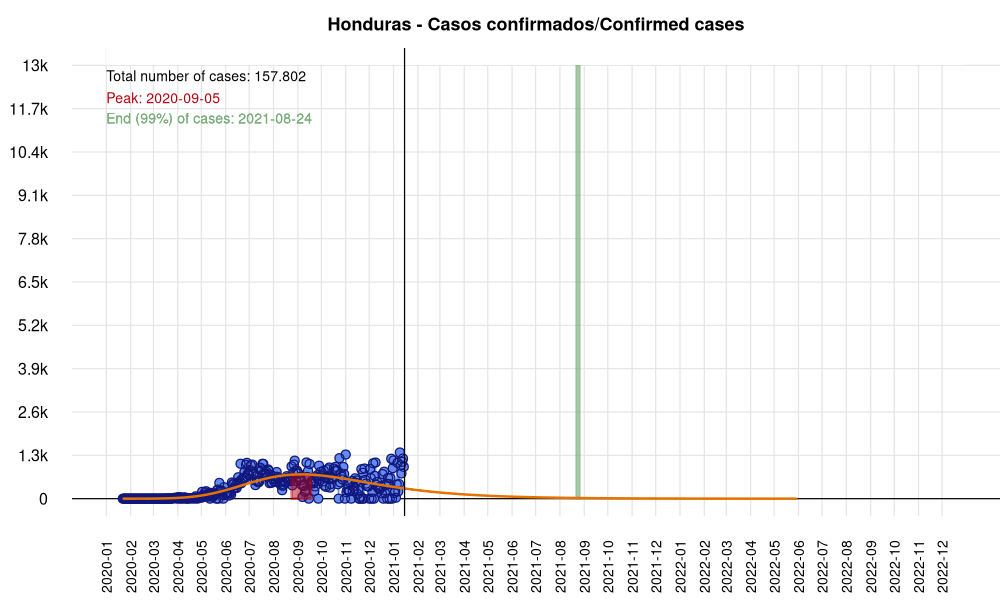 Honduras - Casos confirmados/Confirmed cases
Total number of cases: 157.802
Peak: 2020-09-05
End (99%) of cases: 2021-08-24
13k
11.7k
10.4k
9.1k
7.8k
6.5k
5.2k
3.9k
2.6k
1.3k
0
2020-01
2020-02
2020-03
2020-04
2020-05
2020-06
2020-07
2020-08
2020-09
2020-10
2020-11
2020-12
2021-01
2021-02
2021-03
2021-04
2021-05
2021-06
2021-07
2021-08
2021-09
2021-10
2021-11
2021-12
2022-01
2022-02
2022-03
2022-04
2022-05
2022-06
2022-07
2022-08
2022-09
2022-10
2022-11
2022-12